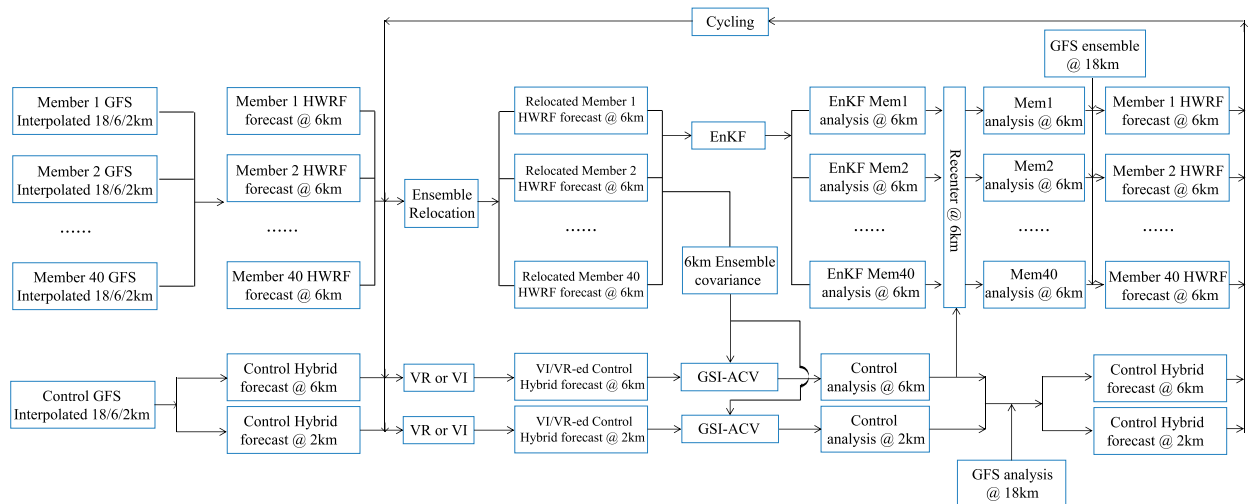 Cycling
GFS ensemble
@ 18km
Member 1 GFS
Interpolated 18/6/2km
Member 2 GFS
Interpolated 18/6/2km
......
Member 40 GFS
Interpolated 18/6/2km
Member 1 HWRF
forecast @ 6km
Member 2 HWRF
forecast @ 6km
......
Member 40 HWRF
forecast @ 6km
Ensemble
Relocation
Relocated Member 1
HWRF forecast @ 6km
Relocated Member 2
HWRF forecast @ 6km
......
Relocated Member 40
HWRF forecast @ 6km
EnKF
6km Ensemble
covariance
EnKF Mem1
analysis @ 6km
EnKF Mem2
analysis @ 6km
......
EnKF Mem40
analysis @ 6km
Recenter @ 6km
Mem1
analysis @ 6km
Mem2
analysis @ 6km
......
Mem40
analysis @ 6km
Member 1 HWRF
forecast @ 6km
Member 2 HWRF
forecast @ 6km
......
Member 40 HWRF
forecast @ 6km
Control GFS
Interpolated 18/6/2km
Control Hybrid
forecast @ 6km
Control Hybrid
forecast @ 2km
VR or VI
VR or VI
VI/VR-ed Control
Hybrid forecast @ 6km
VI/VR-ed Control
Hybrid forecast @ 2km
GSI-ACV
GSI-ACV
Control
analysis @ 6km
Control
analysis @ 2km
GFS analysis
@ 18km
Control Hybrid
forecast @ 6km
Control Hybrid
forecast @ 2km